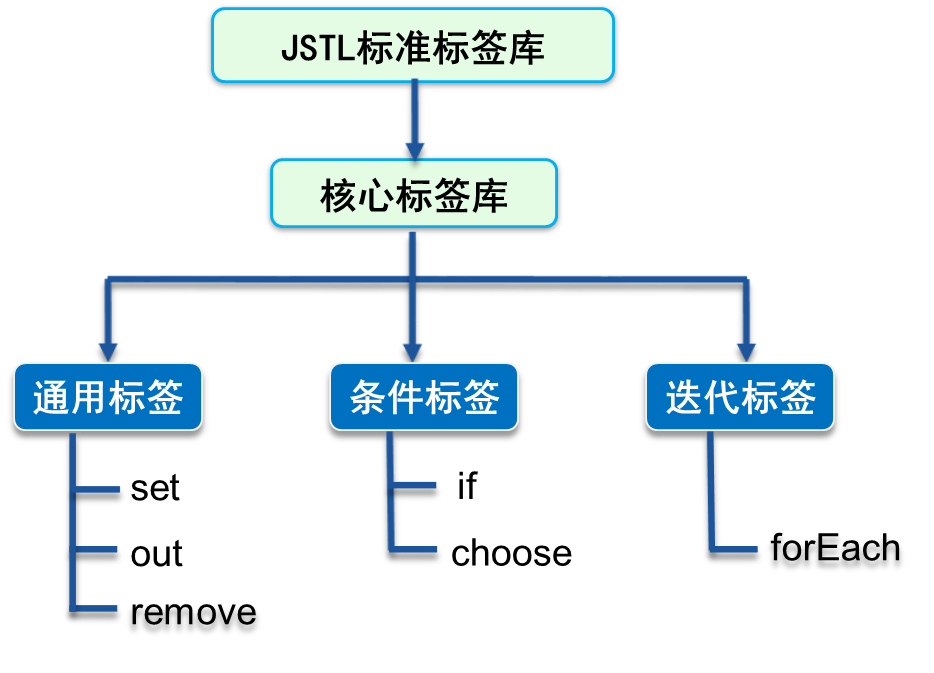 JSTL标准标签库
核心标签库
通用标签
set
out
remove
条件标签
if
choose
迭代标签
forEach